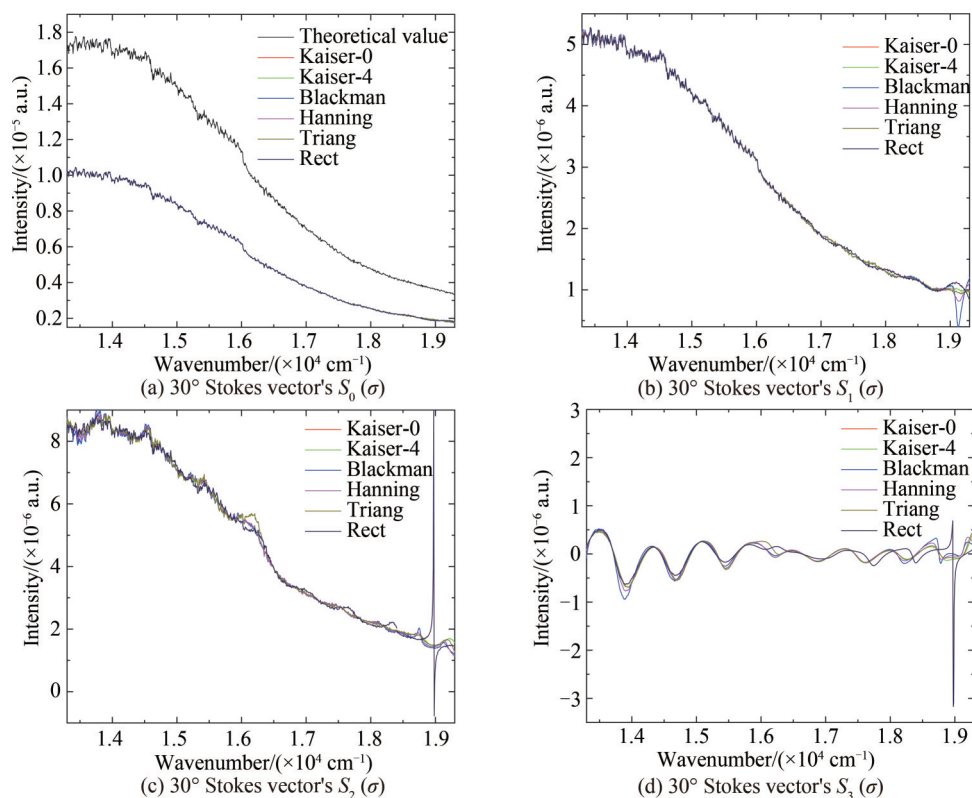 1.8
1.6
1.4
1.2
1.0
0.8
0.6
0.4
0.2
Intensity/(×10⁻⁵ a.u.)
Theoretical value
Kaiser-0
Kaiser-4
Blackman
Hanning
Triang
Rect
1.4 1.5 1.6 1.7 1.8 1.9
Wavenumber/(×10⁴ cm⁻¹)
(a) 30° Stokes vector's S₀ (σ)
5
4
3
2
1
Intensity/(×10⁻⁶ a.u.)
Kaiser-0
Kaiser-4
Blackman
Hanning
Triang
Rect
1.4 1.5 1.6 1.7 1.8 1.9
Wavenumber/(×10⁴ cm⁻¹)
(b) 30° Stokes vector's S₁ (σ)
8
6
4
2
0
Intensity/(×10⁻⁶ a.u.)
Kaiser-0
Kaiser-4
Blackman
Hanning
Triang
Rect
1.4 1.5 1.6 1.7 1.8 1.9
Wavenumber/(×10⁴ cm⁻¹)
(c) 30° Stokes vector's S₂ (σ)
3
2
1
0
−1
−2
−3
Intensity/(×10⁻⁶ a.u.)
Kaiser-0
Kaiser-4
Blackman
Hanning
Triang
Rect
1.4 1.5 1.6 1.7 1.8 1.9
Wavenumber/(×10⁴ cm⁻¹)
(d) 30° Stokes vector's S₃ (σ)